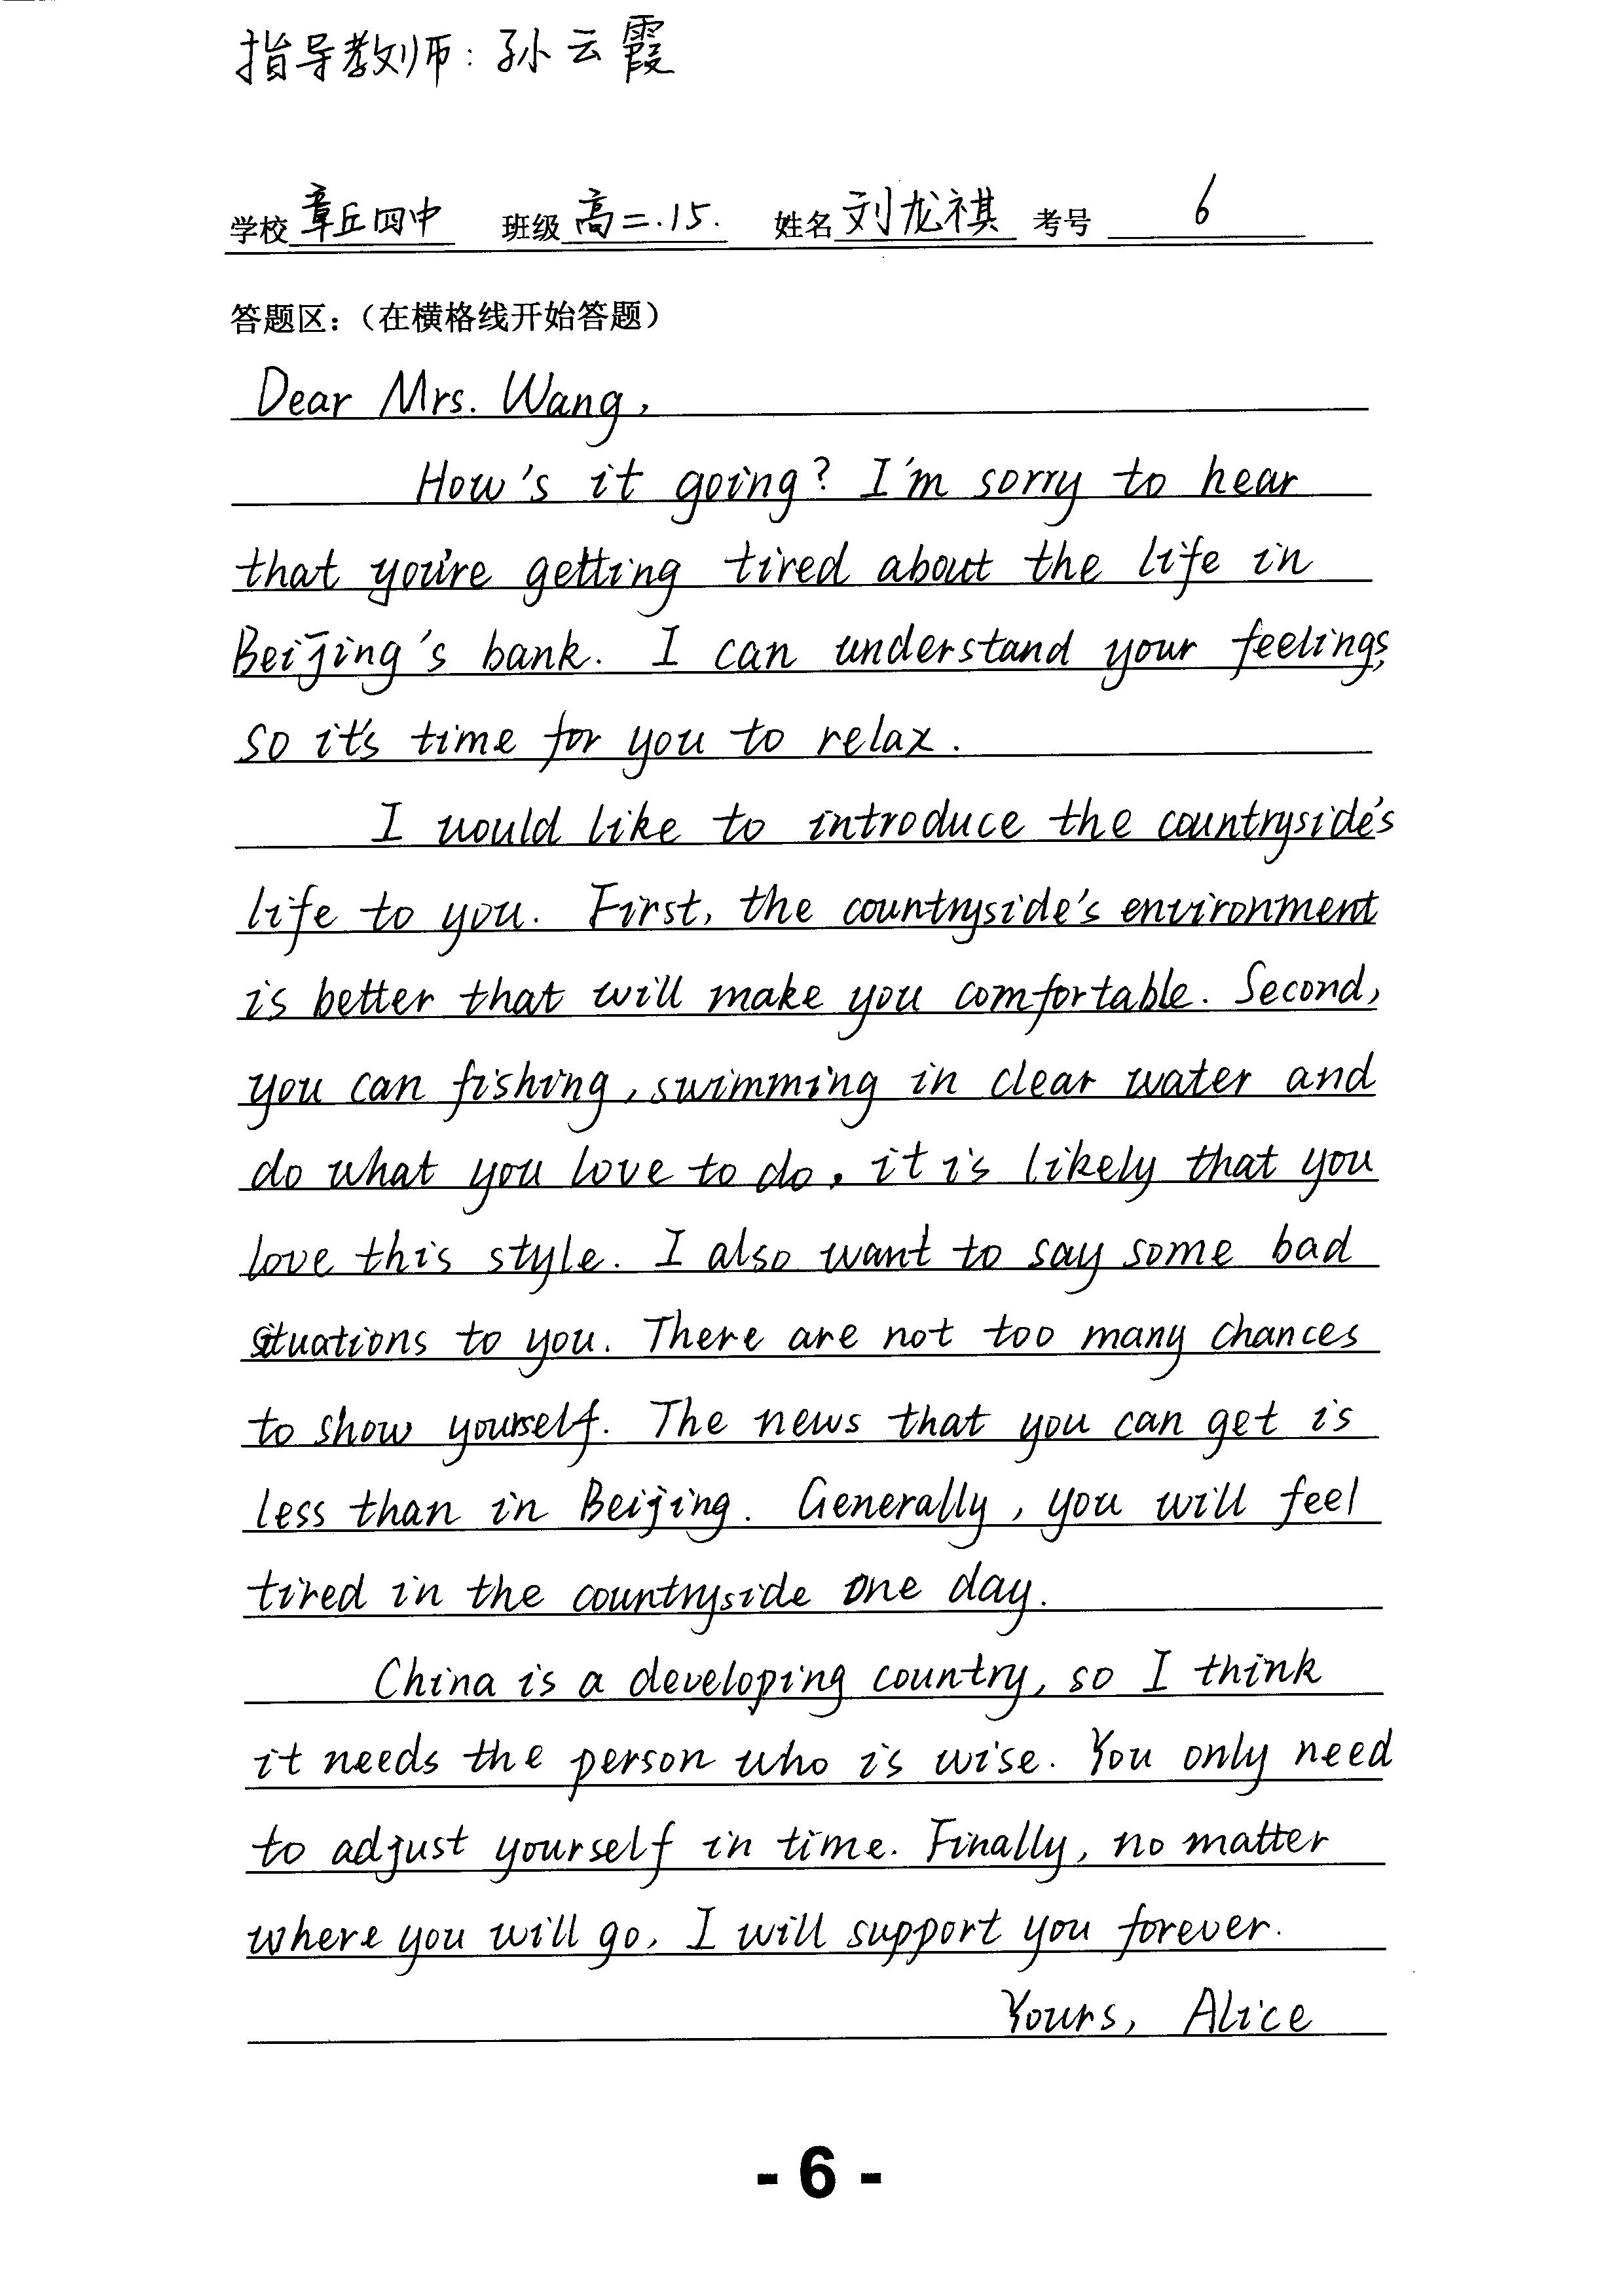 指导教师：孙云霞
学校 章丘四中 班级 高二.15. 姓名 刘龙祺 考号 6
答题区：（在横格线开始答题）
Dear Mrs. Wang,
How's it going? I'm sorry to hear
that you're getting tired about the life in
Beijing's bank. I can understand your feelings,
so it's time for you to relax.
I would like to introduce the countryside's
life to you. First, the countryside's environment
is better that will make you comfortable. Second,
you can fishing, swimming in clear water and
do what you love to do. it is likely that you
love this style. I also want to say some bad
situations to you. There are not too many chances
to show yourself. The news that you can get is
less than in Beijing. Generally, you will feel
tired in the countryside one day.
China is a developing country, so I think
it needs the person who is wise. You only need
to adjust yourself in time. Finally, no matter
where you will go, I will support you forever.
Yours, Alice
- 6 -